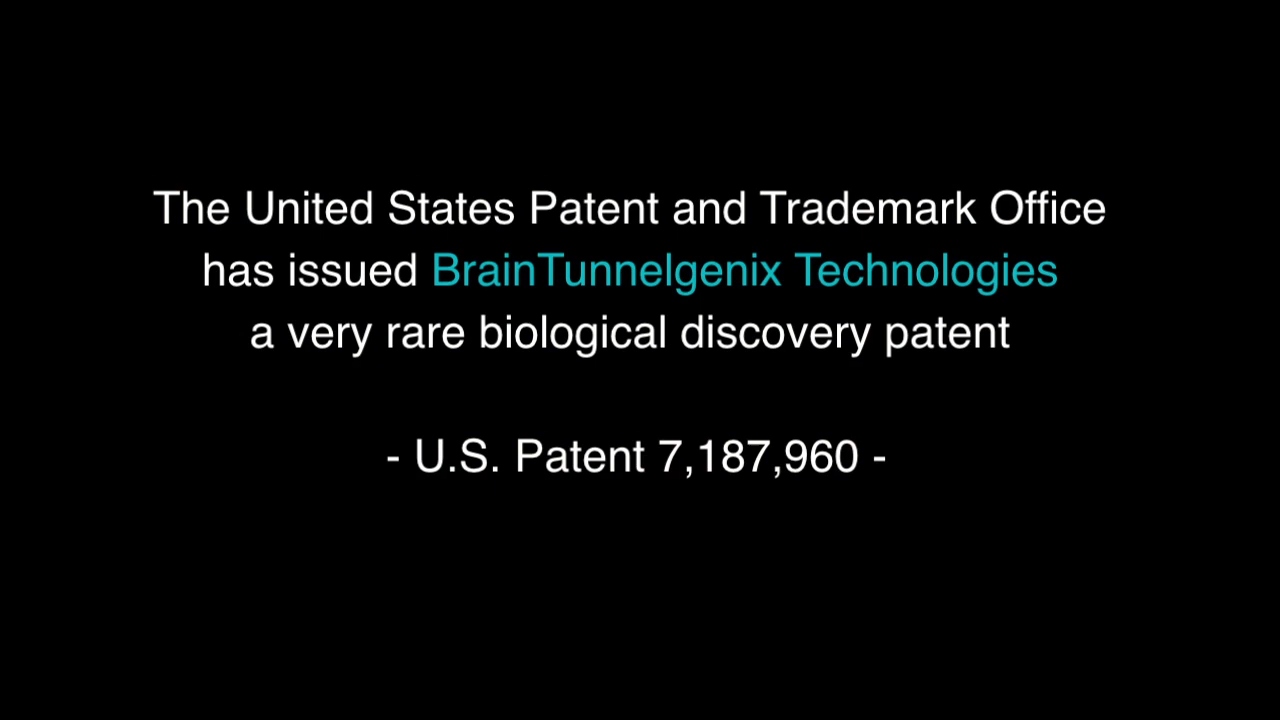 The United States Patent and Trademark Office
has issued BrainTunnelgenix Technologies
a very rare biological discovery patent
- U.S. Patent 7,187,960 -